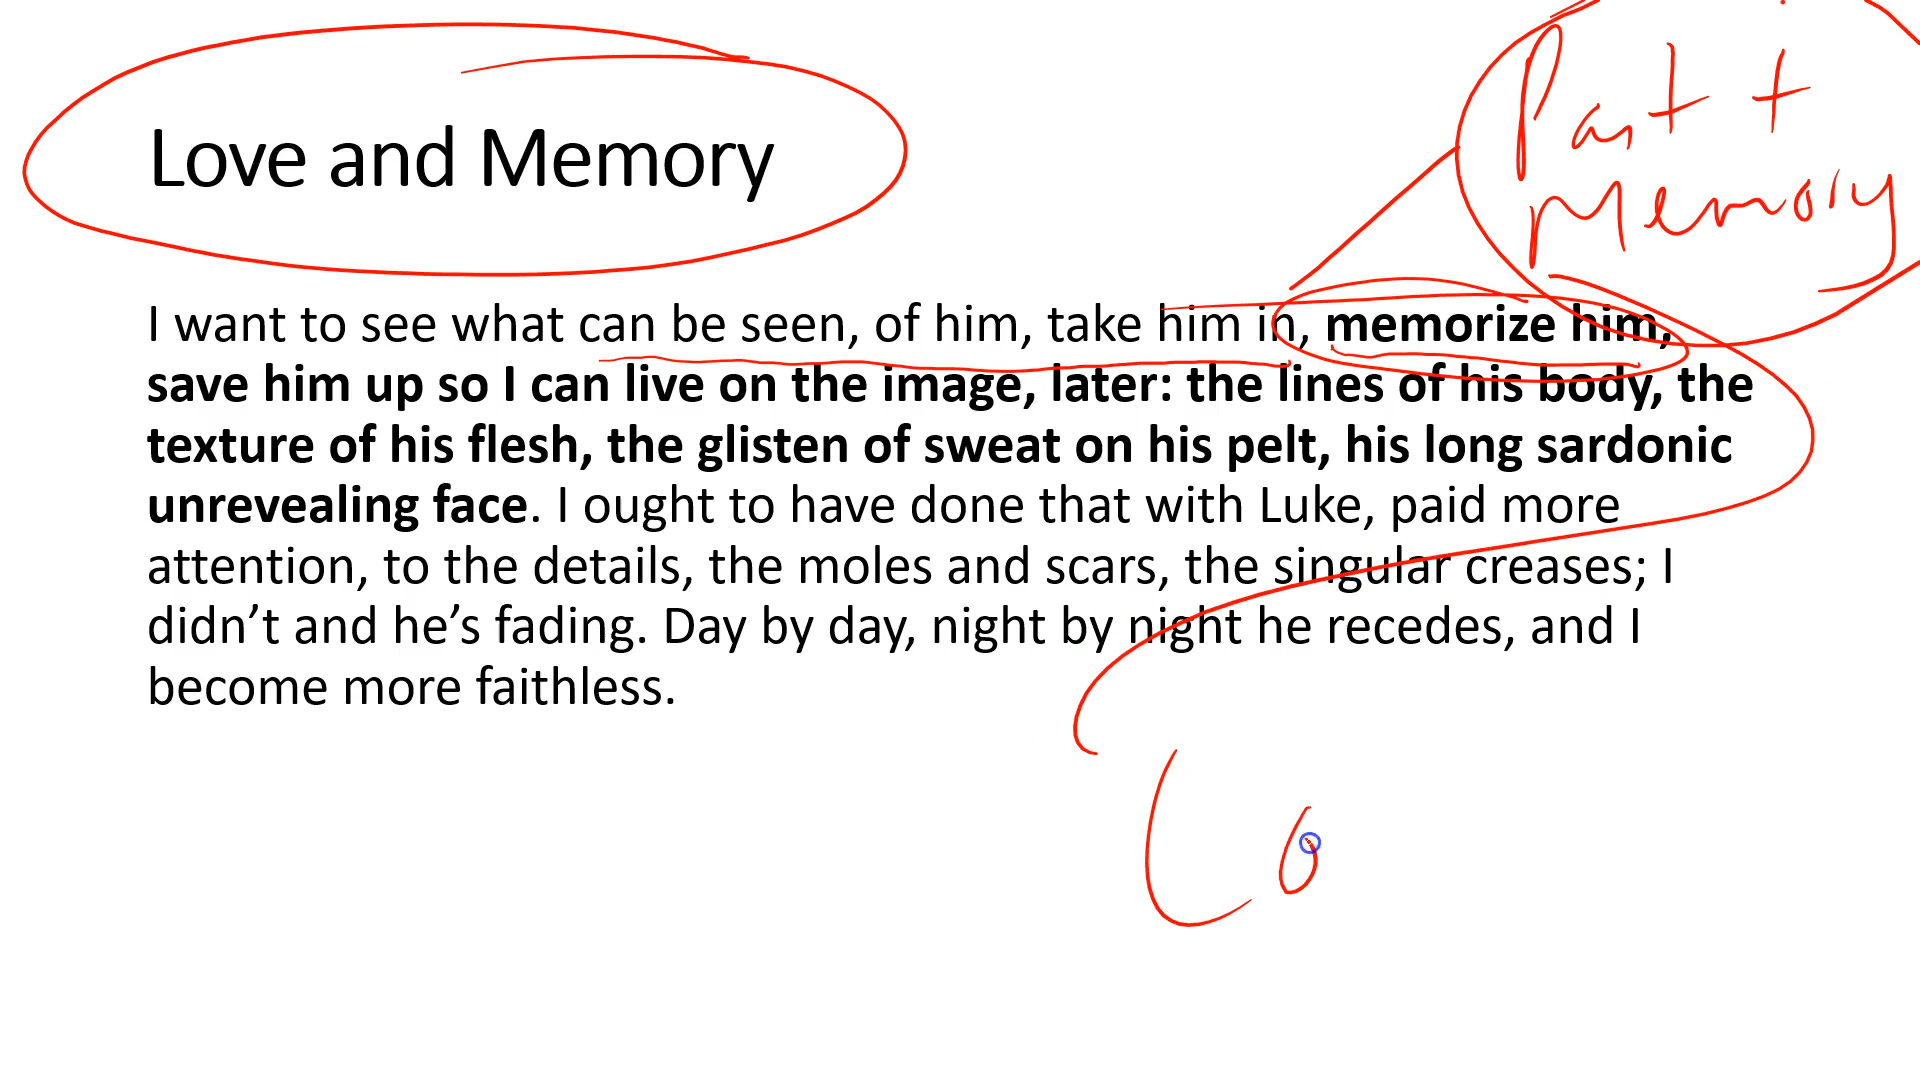 Love and Memory
Past +
Memory
I want to see what can be seen, of him, take him in, memorize him,
save him up so I can live on the image, later: the lines of his body, the
texture of his flesh, the glisten of sweat on his pelt, his long sardonic
unrevealing face. I ought to have done that with Luke, paid more
attention, to the details, the moles and scars, the singular creases; I
didn’t and he’s fading. Day by day, night by night he recedes, and I
become more faithless.
Lo